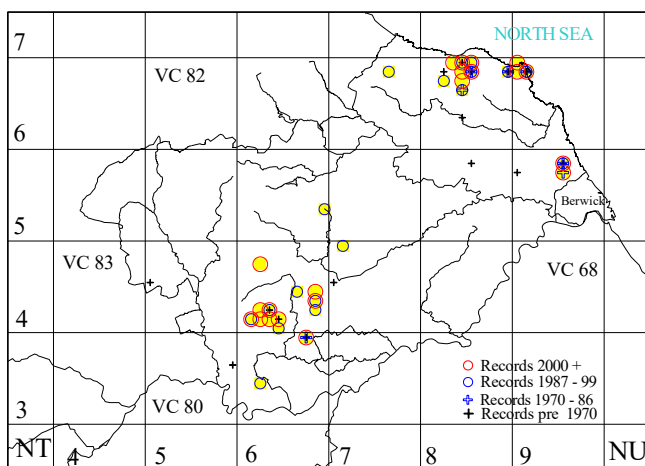 7
NORTH SEA
VC 82
6
Berwick
5
VC 83
VC 68
4
Records 2000 +
Records 1987 - 99
Records 1970 - 86
VC 80
Records pre 1970
3
NT 4 5 6 7 8 9 NU